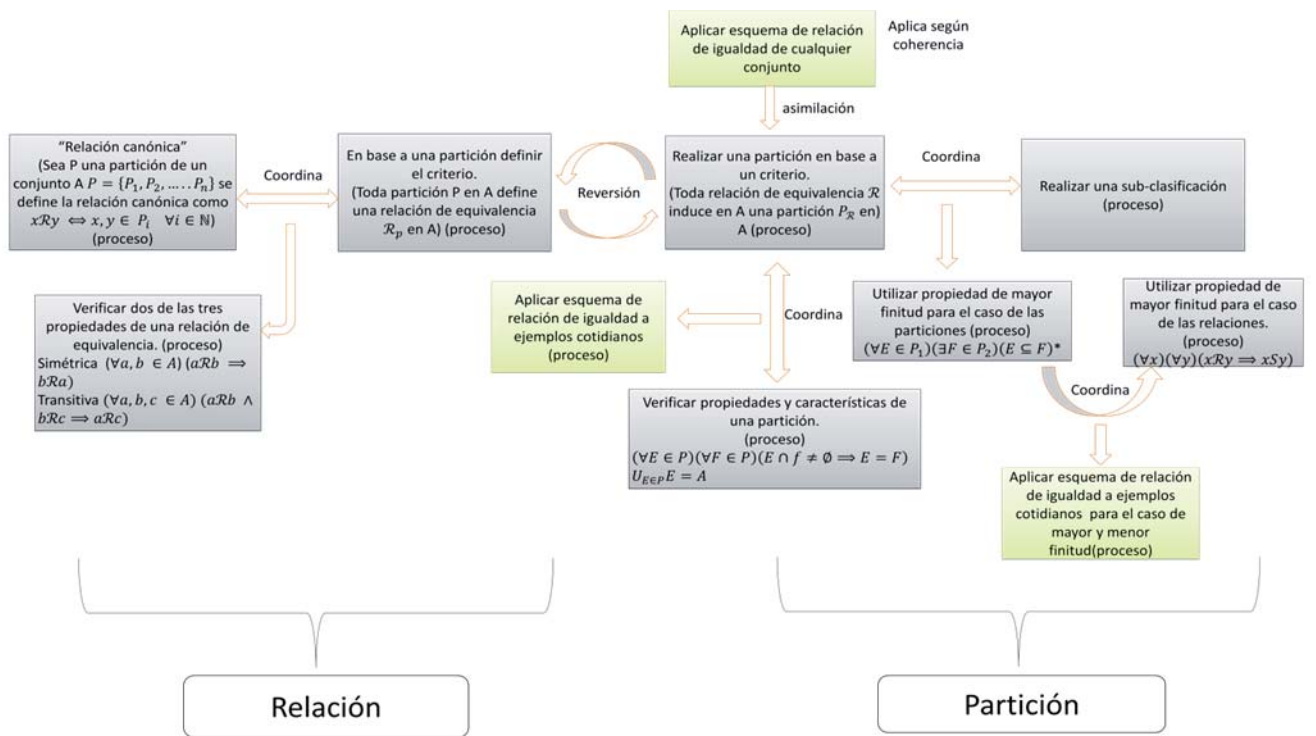 Aplicar esquema de relación
de igualdad de cualquier
conjunto
Aplica según
coherencia
asimilación
"Relación canónica"
(Sea P una partición de un
conjunto A P = {P₁, P₂, ... . . Pₙ} se
define la relación canónica como
xℛy ⟺ x, y ∈ Pᵢ ∀i ∈ ℕ)
(proceso)
Coordina
En base a una partición definir
el criterio.
(Toda partición P en A define
una relación de equivalencia
ℛₚ en A) (proceso)
Reversión
Realizar una partición en base a
un criterio.
(Toda relación de equivalencia ℛ
induce en A una partición P_ℛ en)
A (proceso)
Coordina
Realizar una sub-clasificación
(proceso)
Verificar dos de las tres
propiedades de una relación de
equivalencia. (proceso)
Simétrica (∀a, b ∈ A) (aℛb ⟹
bℛa)
Transitiva (∀a, b, c ∈ A) (aℛb ∧
bℛc ⟹ aℛc)
Aplicar esquema de
relación de igualdad a
ejemplos cotidianos
(proceso)
Coordina
Utilizar propiedad de mayor
finitud para el caso de las
particiones (proceso)
(∀E ∈ P₁)(∃F ∈ P₂)(E ⊆ F)*
Utilizar propiedad de
mayor finitud para el caso
de las relaciones.
(proceso)
(∀x)(∀y)(xℛy ⟹ xSy)
Coordina
Verificar propiedades y características de
una partición.
(proceso)
(∀E ∈ P)(∀F ∈ P)(E ∩ f ≠ ∅ ⟹ E = F)
U_{E∈P}E = A
Aplicar esquema de relación
de igualdad a ejemplos
cotidianos para el caso de
mayor y menor
finitud(proceso)
Relación
Partición